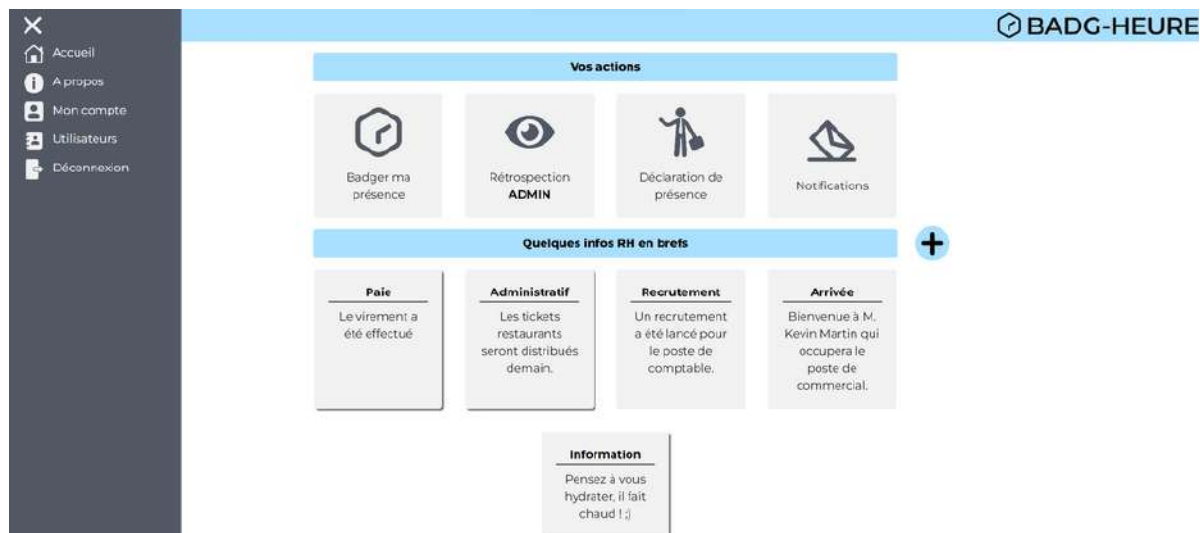 BADG-HEURE
Accueil
A propos
Mon compte
Utilisateurs
Déconnexion
Vos actions
Badger ma
présence
Rétrospection
ADMIN
Déclaration de
présence
Notifications
Quelques infos RH en brefs
Paie
Le virement a
été effectué
Administratif
Les tickets
restaurants
seront distribués
demain.
Recrutement
Un recrutement
a été lancé pour
le poste de
comptable.
Arrivée
Bienvenue à M.
Kevin Martin qui
occupera le
poste de
commercial.
Information
Pensez à vous
hydrater, il fait
chaud ! ;)